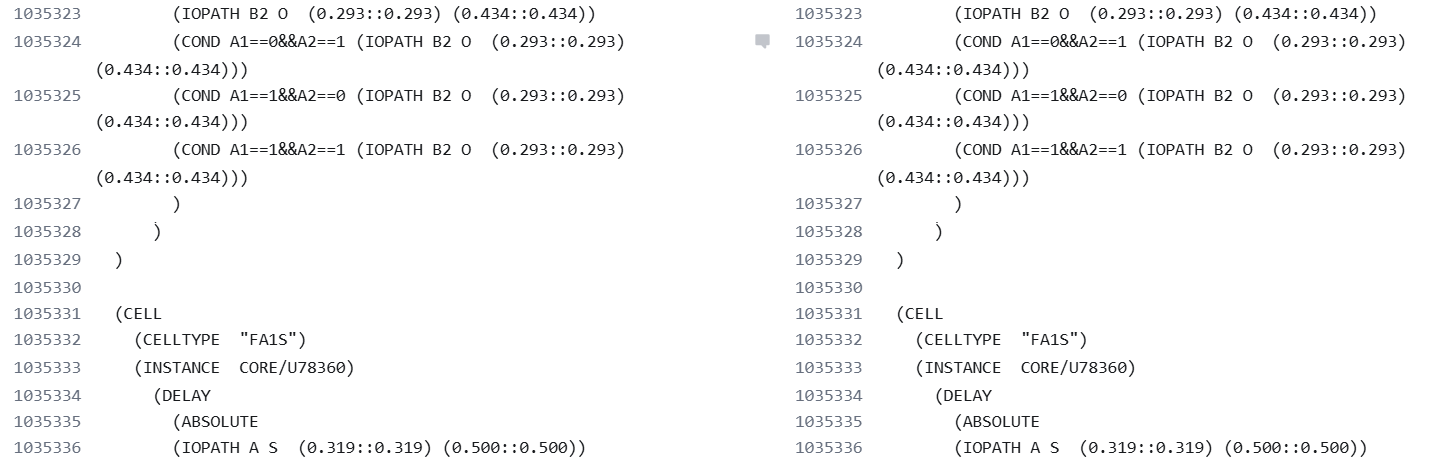 1035323 (IOPATH B2 O  (0.293::0.293) (0.434::0.434))
1035324 (COND A1==0&&A2==1 (IOPATH B2 O  (0.293::0.293)
(0.434::0.434)))
1035325 (COND A1==1&&A2==0 (IOPATH B2 O  (0.293::0.293)
(0.434::0.434)))
1035326 (COND A1==1&&A2==1 (IOPATH B2 O  (0.293::0.293)
(0.434::0.434)))
1035327 )
1035328 )
1035329 )
1035330
1035331 (CELL
1035332 (CELLTYPE  "FA1S")
1035333 (INSTANCE  CORE/U78360)
1035334 (DELAY
1035335 (ABSOLUTE
1035336 (IOPATH A S  (0.319::0.319) (0.500::0.500))
1035323 (IOPATH B2 O  (0.293::0.293) (0.434::0.434))
1035324 (COND A1==0&&A2==1 (IOPATH B2 O  (0.293::0.293)
(0.434::0.434)))
1035325 (COND A1==1&&A2==0 (IOPATH B2 O  (0.293::0.293)
(0.434::0.434)))
1035326 (COND A1==1&&A2==1 (IOPATH B2 O  (0.293::0.293)
(0.434::0.434)))
1035327 )
1035328 )
1035329 )
1035330
1035331 (CELL
1035332 (CELLTYPE  "FA1S")
1035333 (INSTANCE  CORE/U78360)
1035334 (DELAY
1035335 (ABSOLUTE
1035336 (IOPATH A S  (0.319::0.319) (0.500::0.500))